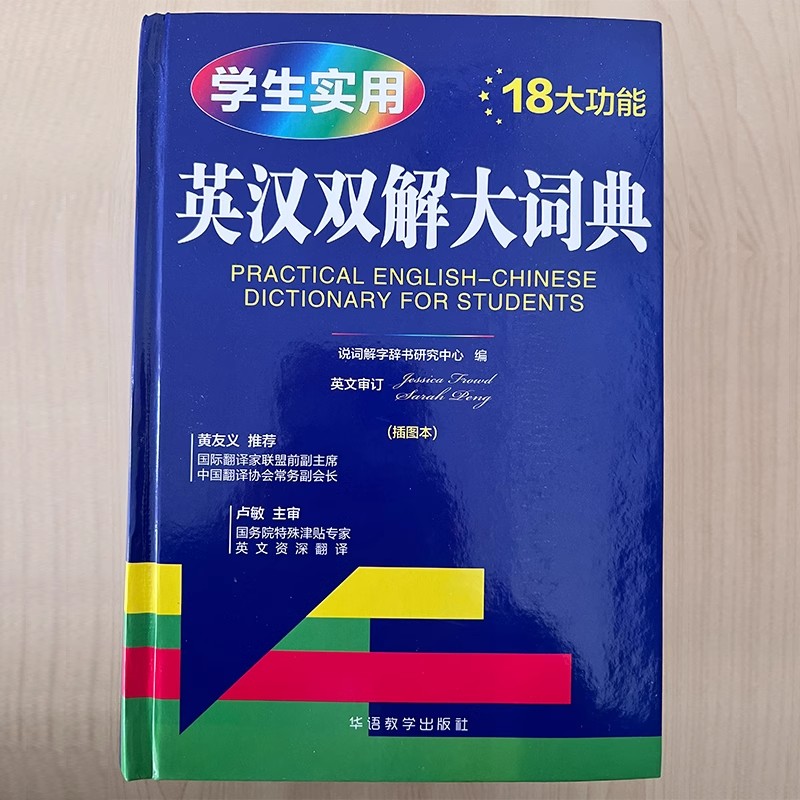 学生实用
18大功能
英汉双解大词典
PRACTICAL ENGLISH-CHINESE
DICTIONARY FOR STUDENTS
说词解字辞书研究中心 编
英文审订 Jessica Frowd
Sarah Peng
(插图本)
黄友义 推荐
国际翻译家联盟前副主席
中国翻译协会常务副会长
卢敏 主审
国务院特殊津贴专家
英文资深翻译
华语教学出版社